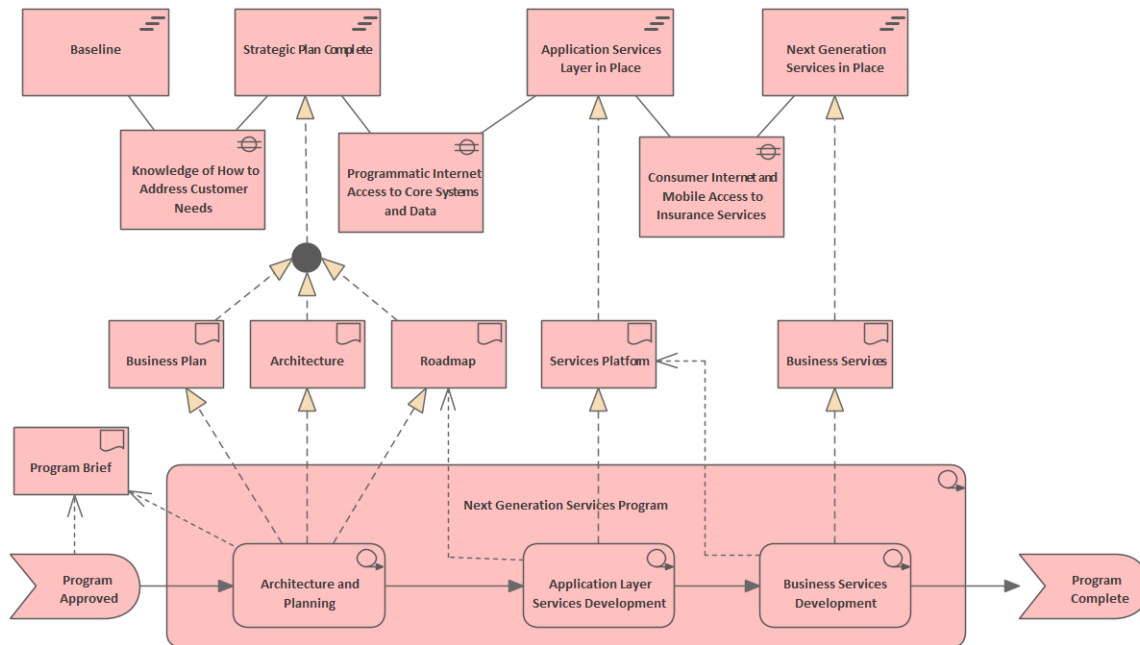 Baseline
Strategic Plan Complete
Application Services
Layer in Place
Next Generation
Services in Place
Knowledge of How to
Address Customer
Needs
Programmatic Internet
Access to Core Systems
and Data
Consumer Internet and
Mobile Access to
Insurance Services
Business Plan
Architecture
Roadmap
Services Platform
Business Services
Program Brief
Next Generation Services Program
Program
Approved
Architecture and
Planning
Application Layer
Services Development
Business Services
Development
Program
Complete